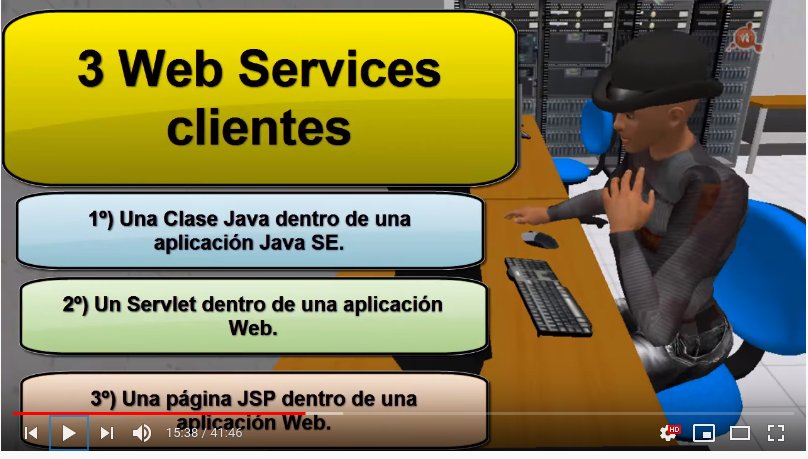 3 Web Services
clientes
1º) Una Clase Java dentro de una
aplicación Java SE.
2º) Un Servlet dentro de una aplicación
Web.
3º) Una página JSP dentro de una
aplicación Web.
15:38 / 41:46
HD